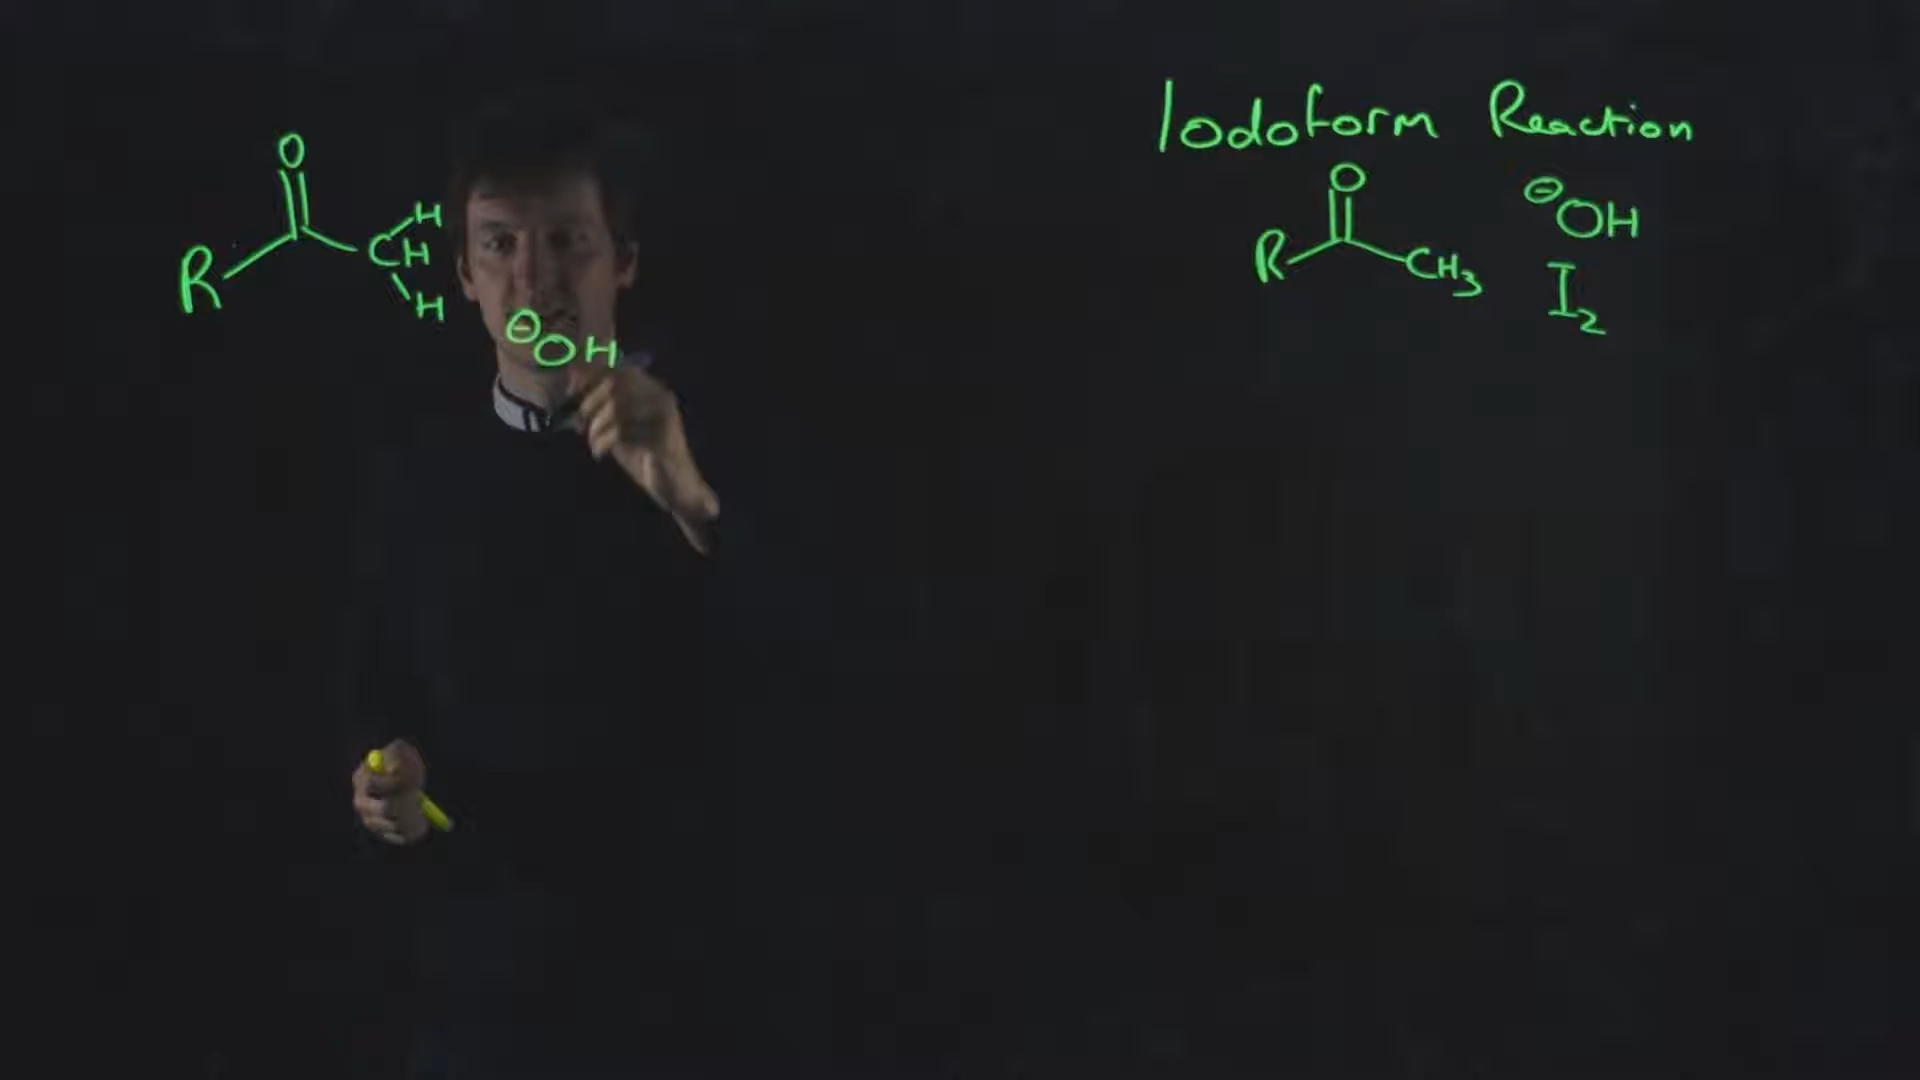 Iodoform Reaction
O
R CH3
⊖OH
I2
O
R CH H H
⊖OH